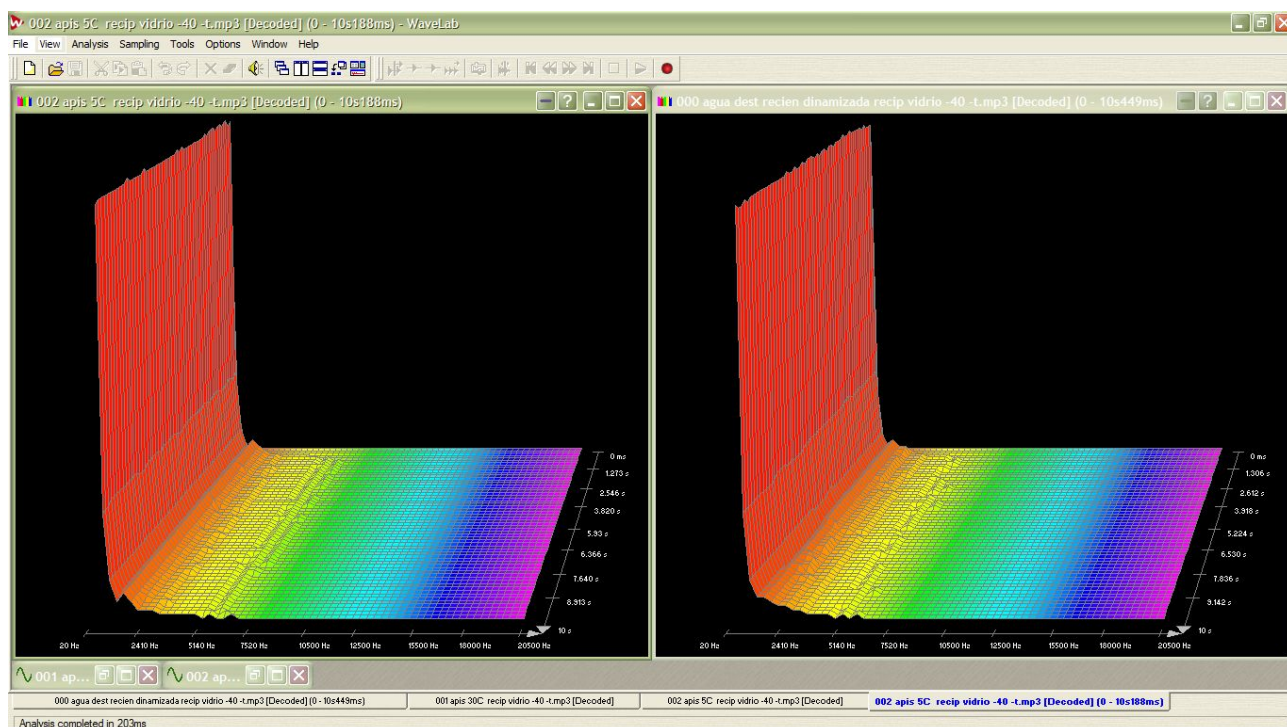 002 apis 5C recip vidrio -40 -t.mp3 [Decoded] (0 - 10s188ms) - WaveLab
File View Analysis Sampling Tools Options Window Help
002 apis 5C recip vidrio -40 -t.mp3 [Decoded] (0 - 10s188ms)
0 ms
1.273 s
2.546 s
3.820 s
5.93 s
6.366 s
7.640 s
8.913 s
10 s
20 Hz 2410 Hz 5140 Hz 7520 Hz 10500 Hz 12500 Hz 15500 Hz 18000 Hz 20500 Hz
000 agua dest recien dinamizada recip vidrio -40 -t.mp3 [Decoded] (0 - 10s449ms)
0 ms
1.306 s
2.612 s
3.918 s
5.224 s
6.530 s
7.836 s
9.142 s
10 s
20 Hz 2410 Hz 5140 Hz 7520 Hz 10500 Hz 12500 Hz 15500 Hz 18000 Hz 20500 Hz
001 ap... 002 ap...
000 agua dest recien dinamizada recip vidrio -40 -t.mp3 [Decoded] (0 - 10s449ms) 001 apis 30C recip vidrio -40 -t.mp3 [Decoded] 002 apis 5C recip vidrio -40 -t.mp3 [Decoded] 002 apis 5C recip vidrio -40 -t.mp3 [Decoded] (0 - 10s188ms)
Analysis completed in 203ms